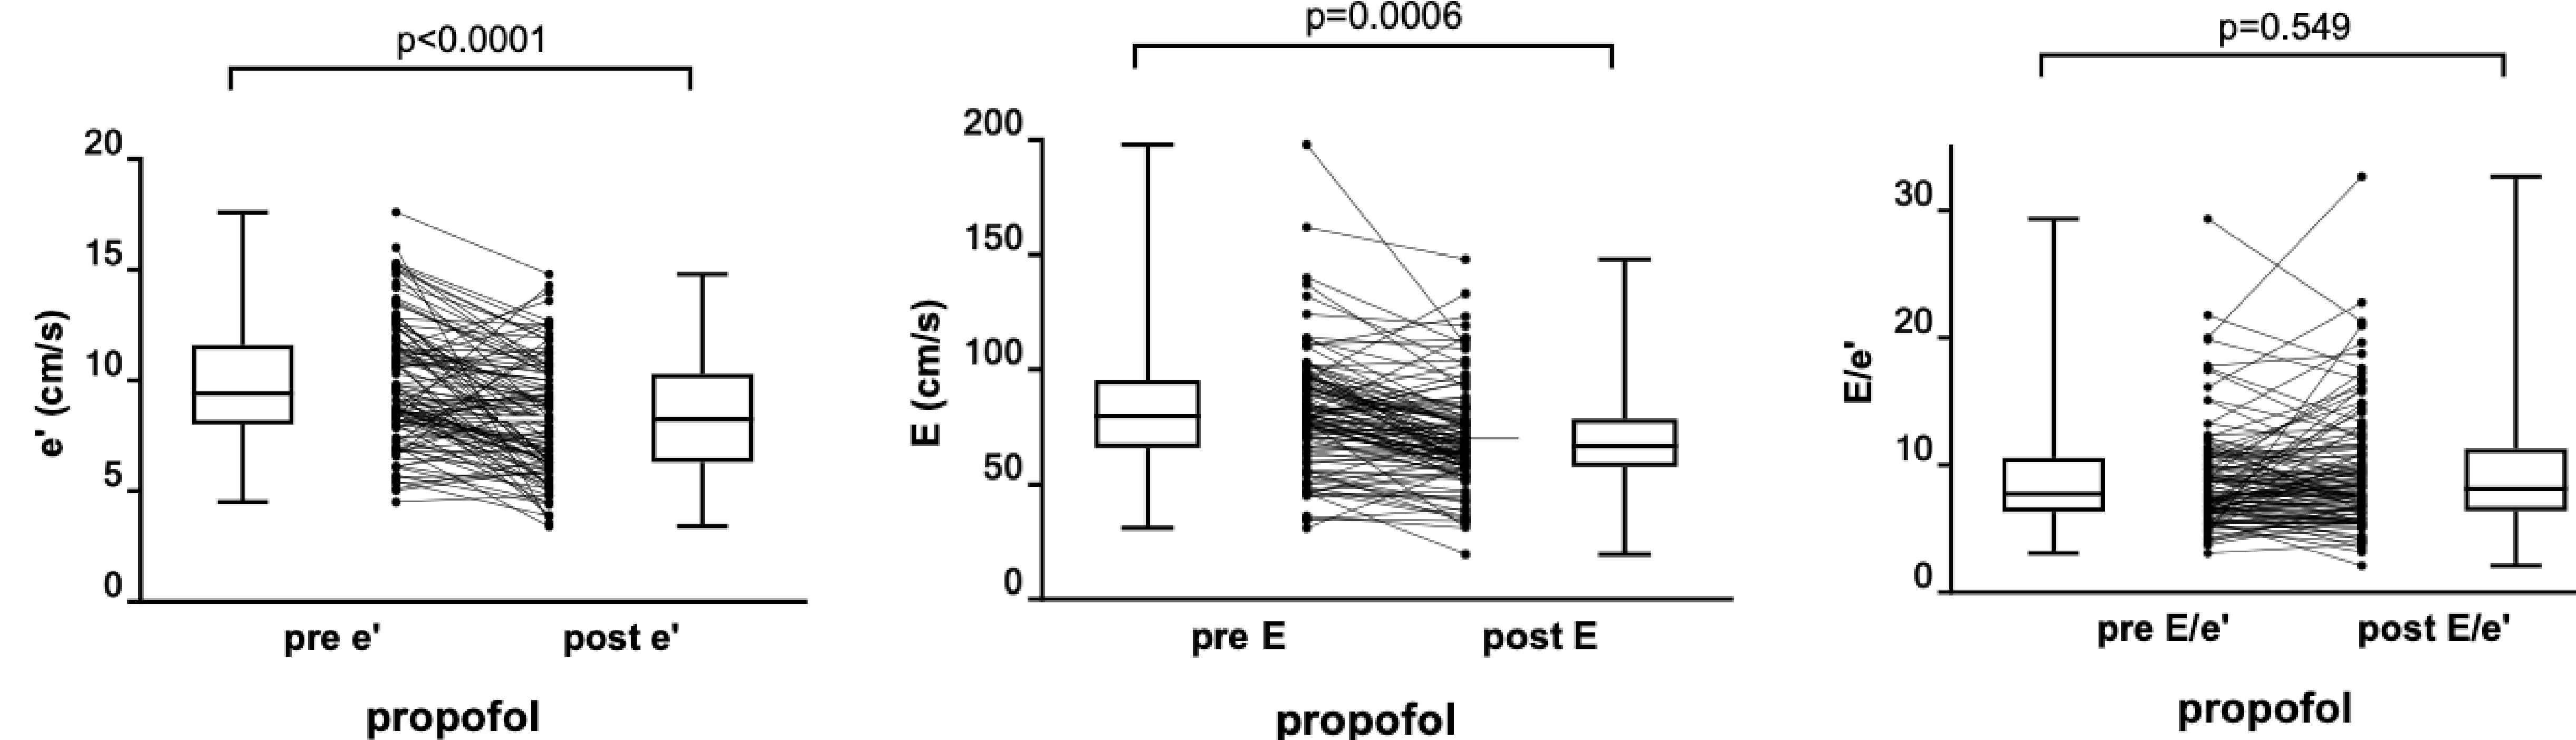 p<0.0001
20
15
10
5
0
e' (cm/s)
pre e' post e'
propofol
p=0.0006
200
150
100
50
0
E (cm/s)
pre E post E
propofol
p=0.549
30
20
10
0
E/e'
pre E/e' post E/e'
propofol